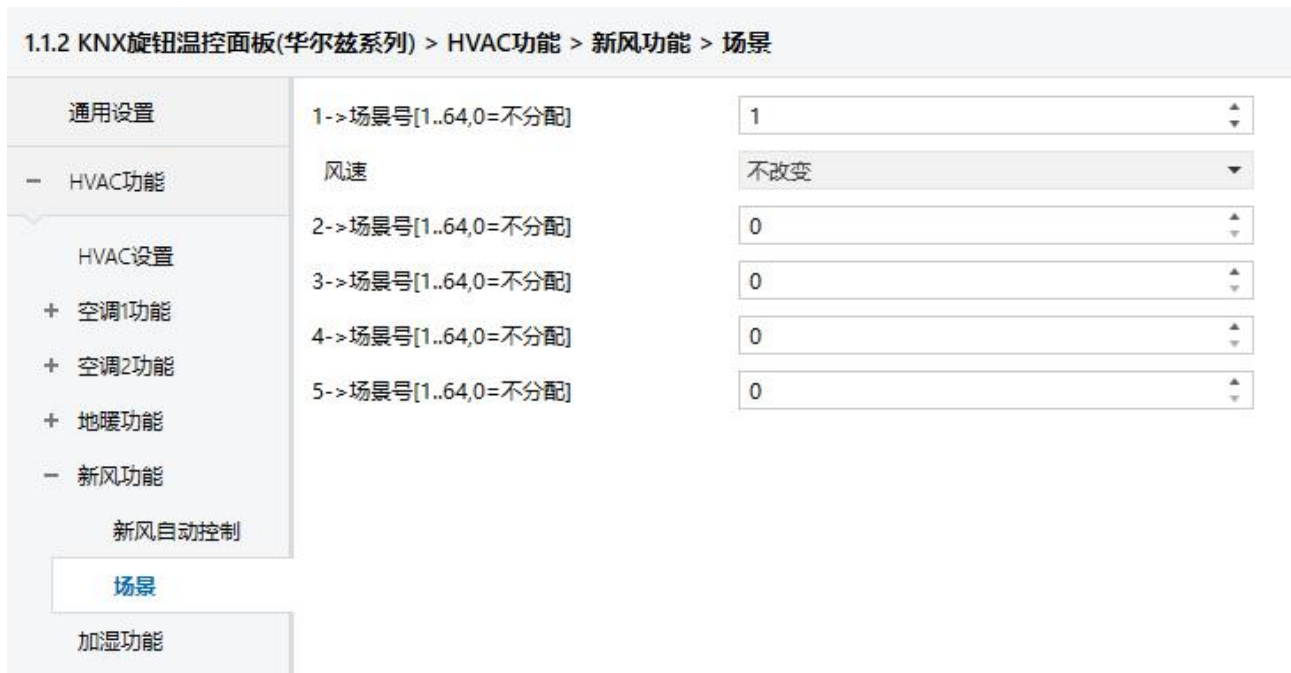 1.1.2 KNX旋钮温控面板(华尔兹系列) > HVAC功能 > 新风功能 > 场景
通用设置
− HVAC功能
HVAC设置
+ 空调1功能
+ 空调2功能
+ 地暖功能
− 新风功能
新风自动控制
场景
加湿功能
1->场景号[1..64,0=不分配] 1
风速 不改变
2->场景号[1..64,0=不分配] 0
3->场景号[1..64,0=不分配] 0
4->场景号[1..64,0=不分配] 0
5->场景号[1..64,0=不分配] 0